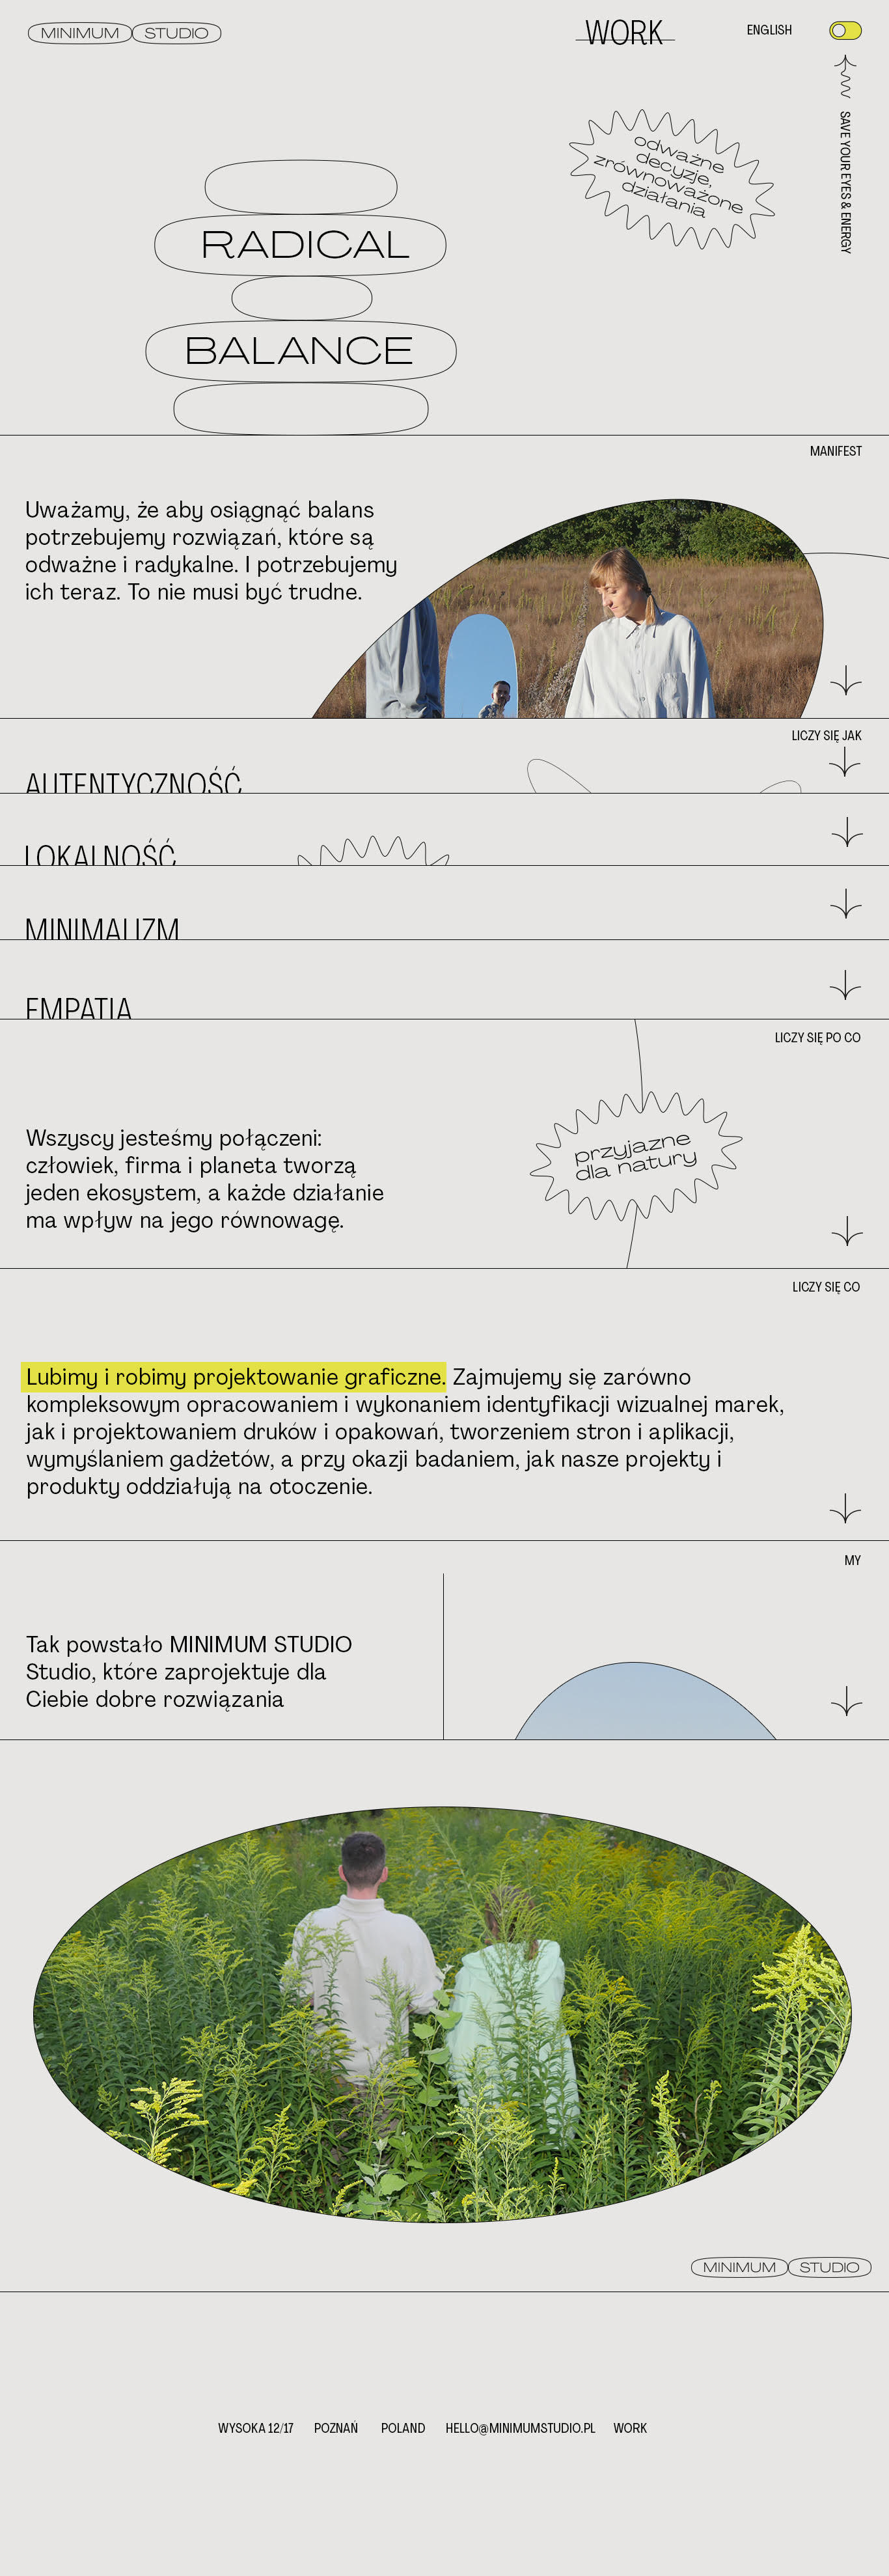 MINIMUM STUDIO
WORK
ENGLISH
SAVE YOUR EYES & ENERGY
odważne
decyzje,
zrównoważone
działania
RADICAL
BALANCE
MANIFEST
Uważamy, że aby osiągnąć balans
potrzebujemy rozwiązań, które są
odważne i radykalne. I potrzebujemy
ich teraz. To nie musi być trudne.
LICZY SIĘ JAK
AUTENTYCZNOŚĆ
LOKALNOŚĆ
MINIMALIZM
EMPATIA
LICZY SIĘ PO CO
Wszyscy jesteśmy połączeni:
człowiek, firma i planeta tworzą
jeden ekosystem, a każde działanie
ma wpływ na jego równowagę.
przyjazne
dla natury
LICZY SIĘ CO
Lubimy i robimy projektowanie graficzne. Zajmujemy się zarówno
kompleksowym opracowaniem i wykonaniem identyfikacji wizualnej marek,
jak i projektowaniem druków i opakowań, tworzeniem stron i aplikacji,
wymyślaniem gadżetów, a przy okazji badaniem, jak nasze projekty i
produkty oddziałują na otoczenie.
MY
Tak powstało MINIMUM STUDIO
Studio, które zaprojektuje dla
Ciebie dobre rozwiązania
MINIMUM STUDIO
WYSOKA 12/17 POZNAŃ POLAND HELLO@MINIMUMSTUDIO.PL WORK